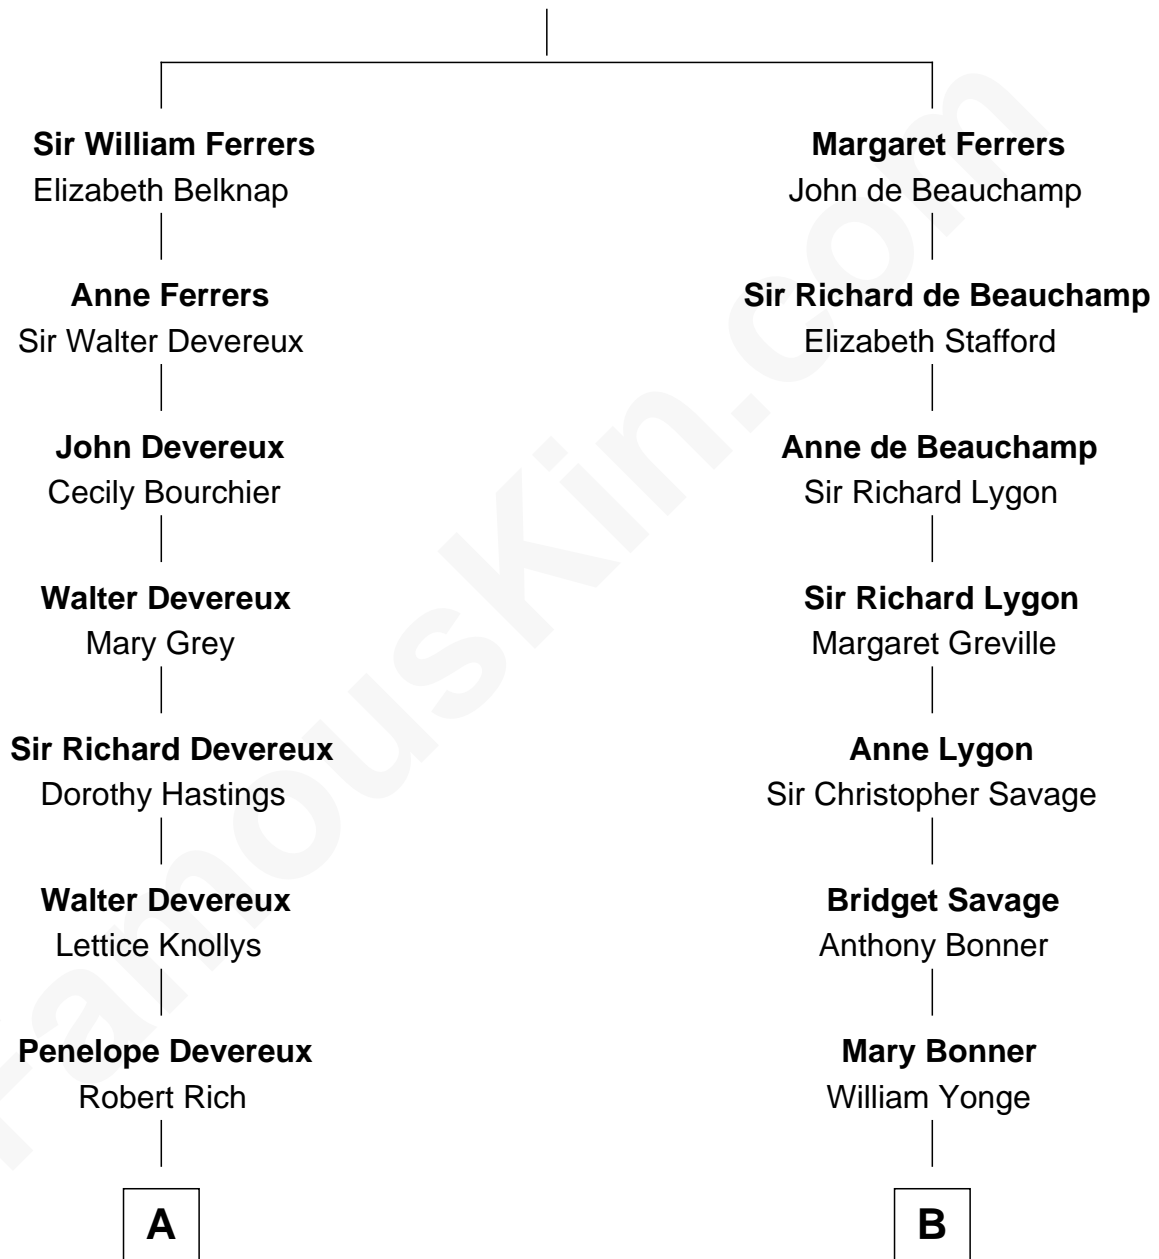 Sir William Ferrers
Elizabeth Belknap
Anne Ferrers
Sir Walter Devereux
John Devereux
Cecily Bourchier
Walter Devereux
Mary Grey
Sir Richard Devereux
Dorothy Hastings
Walter Devereux
Lettice Knollys
Penelope Devereux
Robert Rich
A
Margaret Ferrers
John de Beauchamp
Sir Richard de Beauchamp
Elizabeth Stafford
Anne de Beauchamp
Sir Richard Lygon
Sir Richard Lygon
Margaret Greville
Anne Lygon
Sir Christopher Savage
Bridget Savage
Anthony Bonner
Mary Bonner
William Yonge
B
FamousKin.com